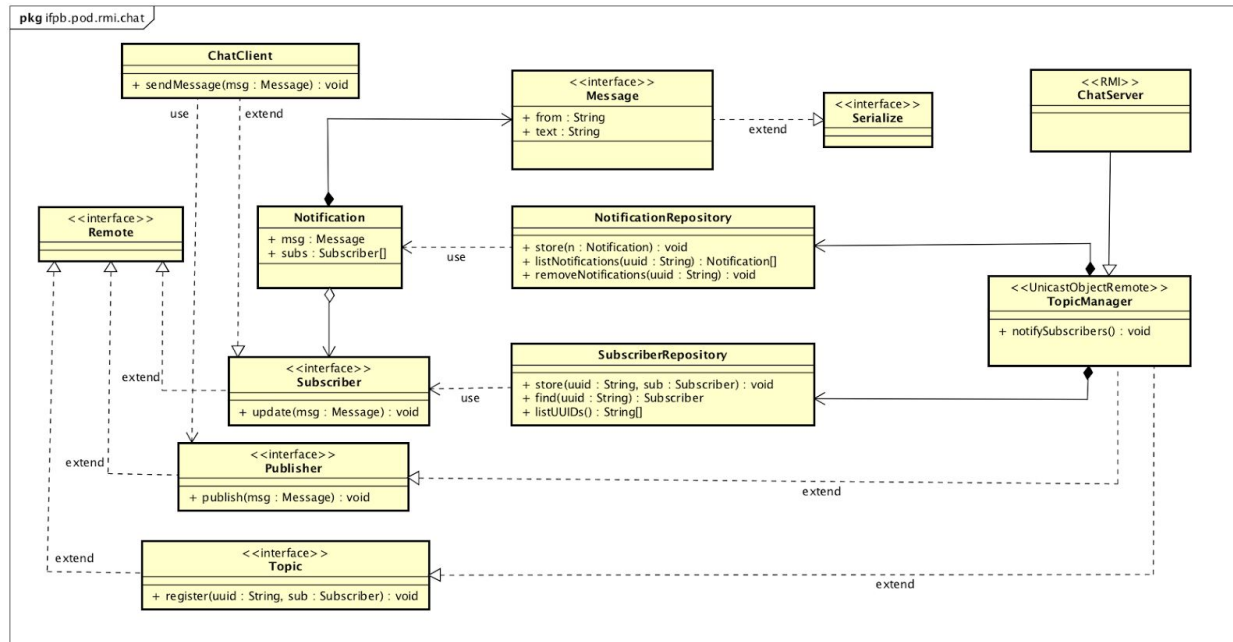 pkg ifpb.pod.rmi.chat
ChatClient
+ sendMessage(msg : Message) : void
use
extend
<<interface>>
Message
+ from : String
+ text : String
extend
<<interface>>
Serialize
<<RMI>>
ChatServer
<<interface>>
Remote
Notification
+ msg : Message
+ subs : Subscriber[]
use
NotificationRepository
+ store(n : Notification) : void
+ listNotifications(uuid : String) : Notification[]
+ removeNotifications(uuid : String) : void
<<UnicastObjectRemote>>
TopicManager
+ notifySubscribers() : void
extend
<<interface>>
Subscriber
+ update(msg : Message) : void
use
SubscriberRepository
+ store(uuid : String, sub : Subscriber) : void
+ find(uuid : String) : Subscriber
+ listUUIDs() : String[]
extend
<<interface>>
Publisher
+ publish(msg : Message) : void
extend
extend
<<interface>>
Topic
+ register(uuid : String, sub : Subscriber) : void
extend